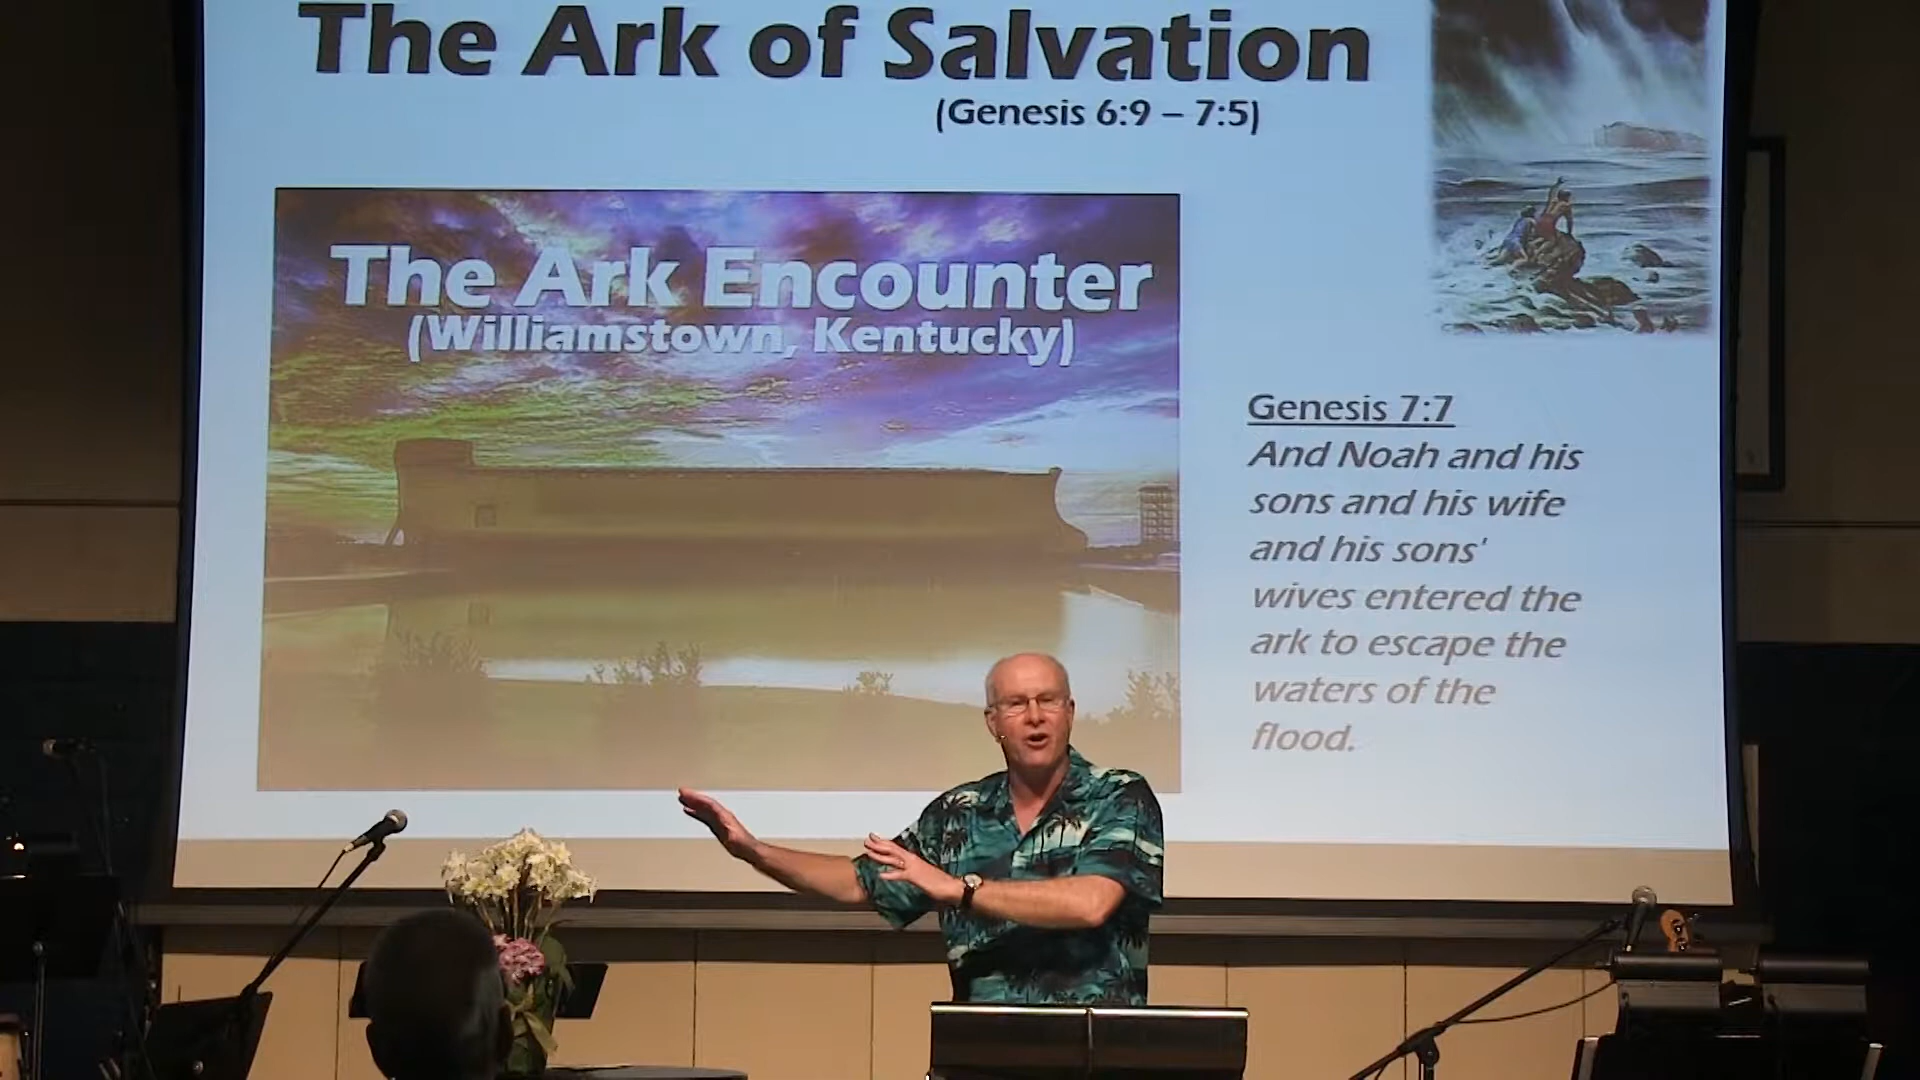 The Ark of Salvation
(Genesis 6:9 – 7:5)
The Ark Encounter
(Williamstown, Kentucky)
Genesis 7:7
And Noah and his
sons and his wife
and his sons'
wives entered the
ark to escape the
waters of the
flood.